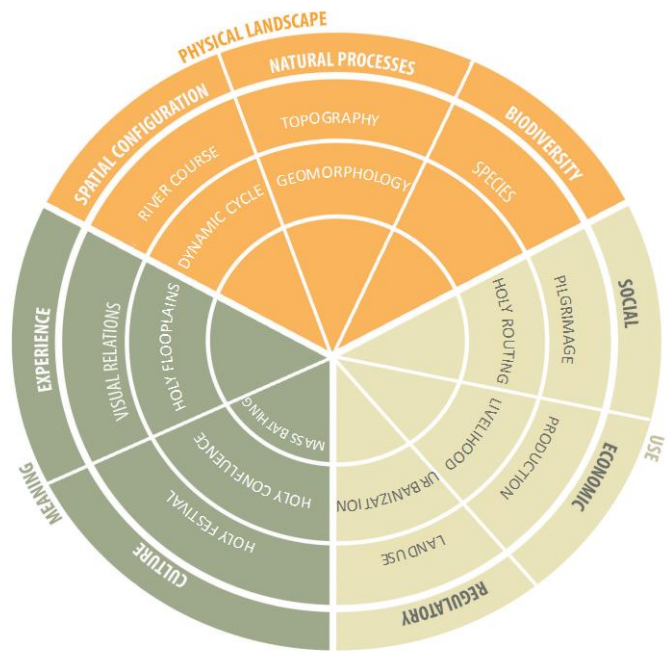 PHYSICAL LANDSCAPE
SPATIAL CONFIGURATION
NATURAL PROCESSES
BIODIVERSITY
RIVER COURSE
DYNAMIC CYCLE
TOPOGRAPHY
GEOMORPHOLOGY
SPECIES
SOCIAL
PILGRIMAGE
HOLY ROUTING
USE
ECONOMIC
PRODUCTION
LIVELIHOOD
REGULATORY
LAND USE
URBANIZATION
CULTURE
HOLY FESTIVAL
HOLY CONFLUENCE
MASS BATHING
MEANING
EXPERIENCE
VISUAL RELATIONS
HOLY FLOOPLAINS